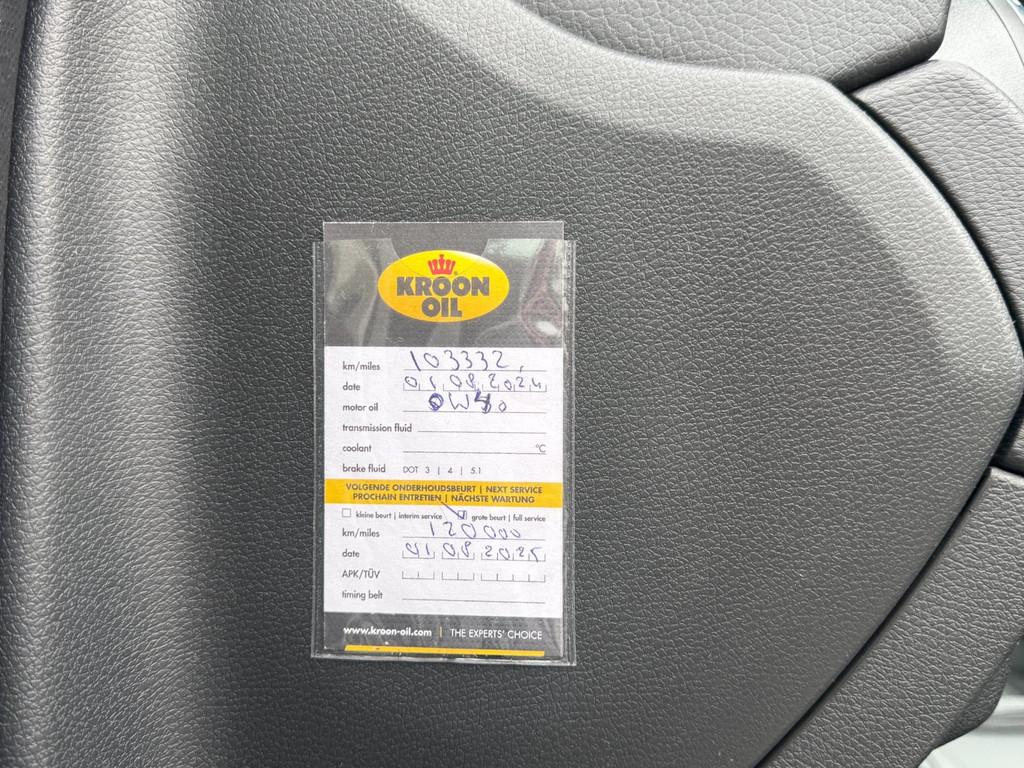 KROON
OIL
km/miles 103332,
date 01 08 2024
motor oil 0W40
transmission fluid
coolant °C
brake fluid DOT 3 | 4 | 5.1
VOLGENDE ONDERHOUDSBEURT | NEXT SERVICE
PROCHAIN ENTRETIEN | NÄCHSTE WARTUNG
kleine beurt | interim service grote beurt | full service
km/miles 120000
date 01 08 2025
APK/TÜV
timing belt
www.kroon-oil.com | THE EXPERTS' CHOICE